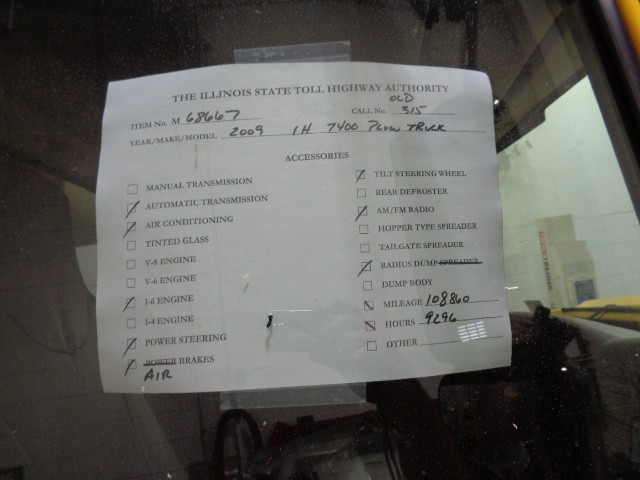 THE ILLINOIS STATE TOLL HIGHWAY AUTHORITY
OLD
ITEM No. M 68667 CALL No. 315
YEAR/MAKE/MODEL 2009 IH 7400 Plow TRUCK
ACCESSORIES
MANUAL TRANSMISSION
AUTOMATIC TRANSMISSION
AIR CONDITIONING
TINTED GLASS
V-8 ENGINE
V-6 ENGINE
I-6 ENGINE
I-4 ENGINE
POWER STEERING
POWER BRAKES
AIR
TILT STEERING WHEEL
REAR DEFROSTER
AM/FM RADIO
HOPPER TYPE SPREADER
TAILGATE SPREADER
RADIUS DUMP SPREADER
DUMP BODY
MILEAGE 108860
HOURS 9296
OTHER